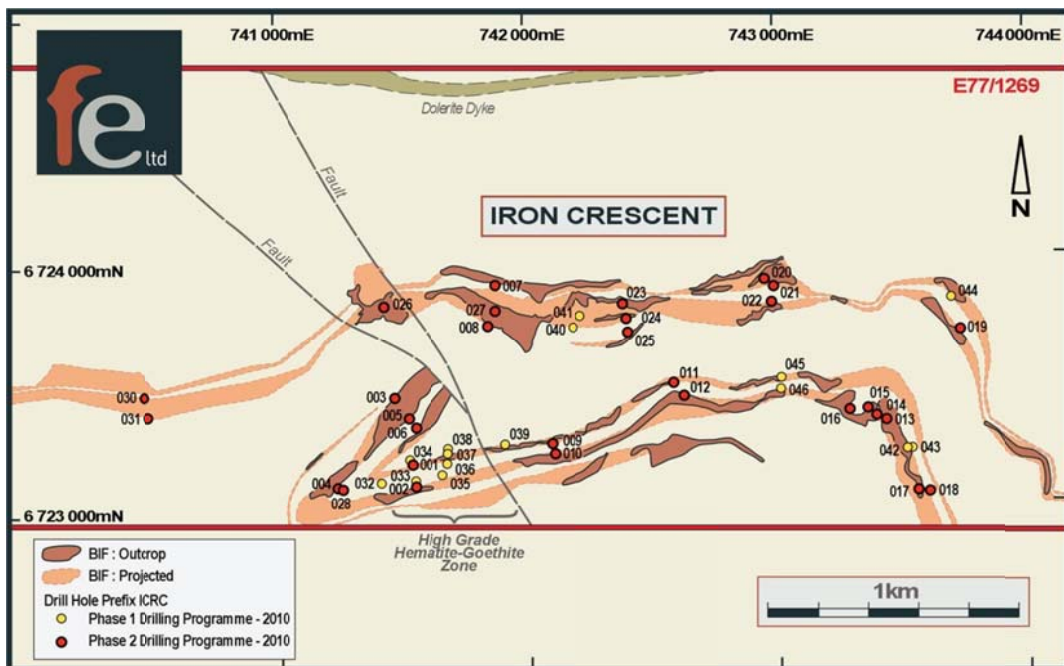 741 000mE
742 000mE
743 000mE
744 000mE
fe
ltd
E77/1269
Dolerite Dyke
Fault
Fault
IRON CRESCENT
N
6 724 000mN
020
021
022
023
024
025
007
027
008
041
040
026
044
019
045
046
011
012
030
031
003
005
006
015
014
016
013
038
037
039
009
010
042
043
034
001
036
033
032
002
035
004
028
017
018
6 723 000mN
High Grade
Hematite-Goethite
Zone
BIF : Outcrop
BIF : Projected
Drill Hole Prefix ICRC
Phase 1 Drilling Programme - 2010
Phase 2 Drilling Programme - 2010
1km